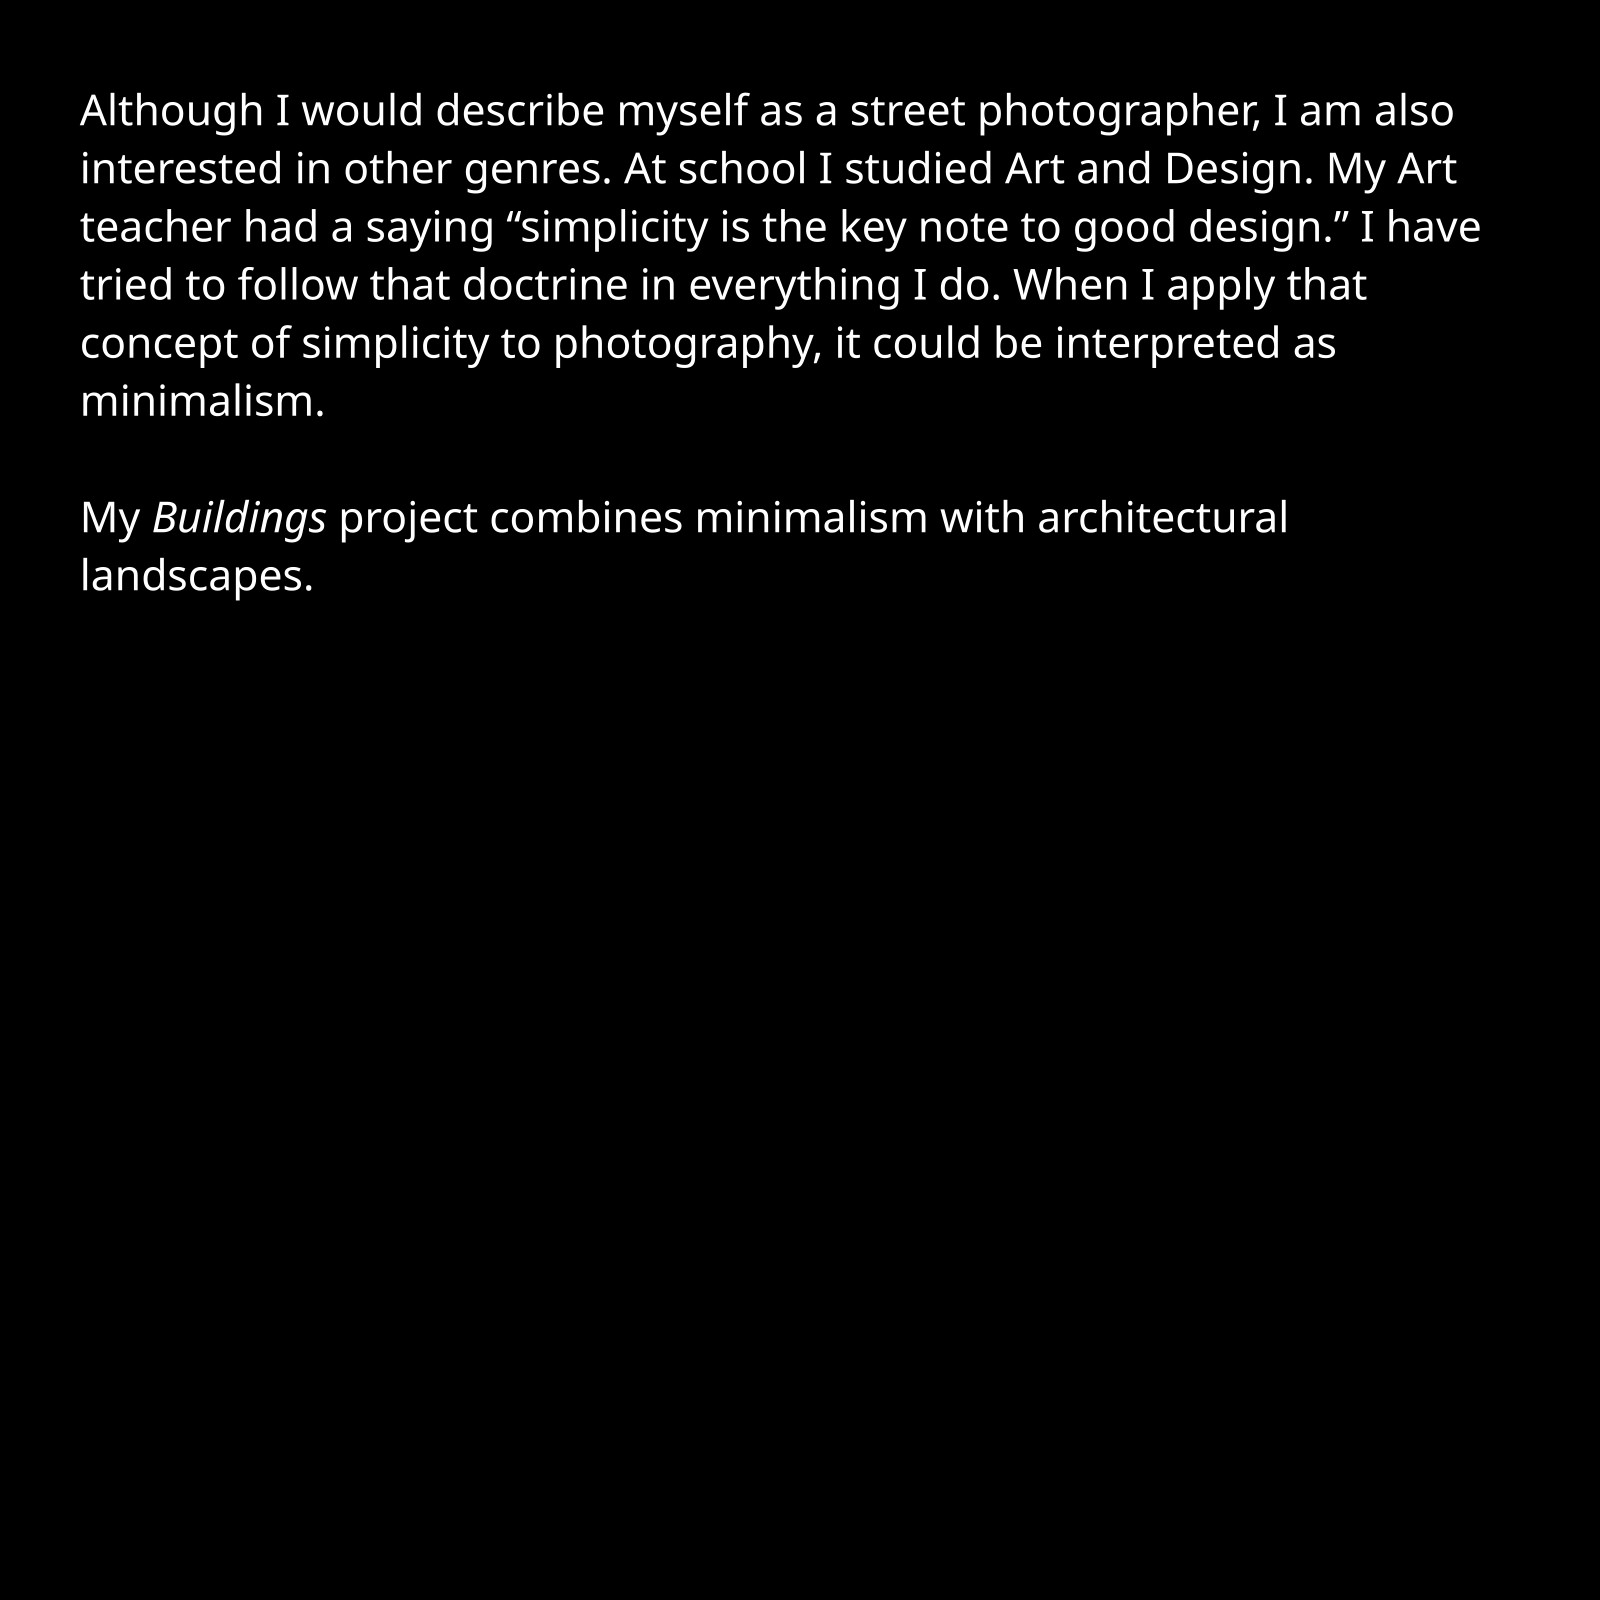 Although I would describe myself as a street photographer, I am also
interested in other genres. At school I studied Art and Design. My Art
teacher had a saying “simplicity is the key note to good design.” I have
tried to follow that doctrine in everything I do. When I apply that
concept of simplicity to photography, it could be interpreted as
minimalism.
My Buildings project combines minimalism with architectural
landscapes.